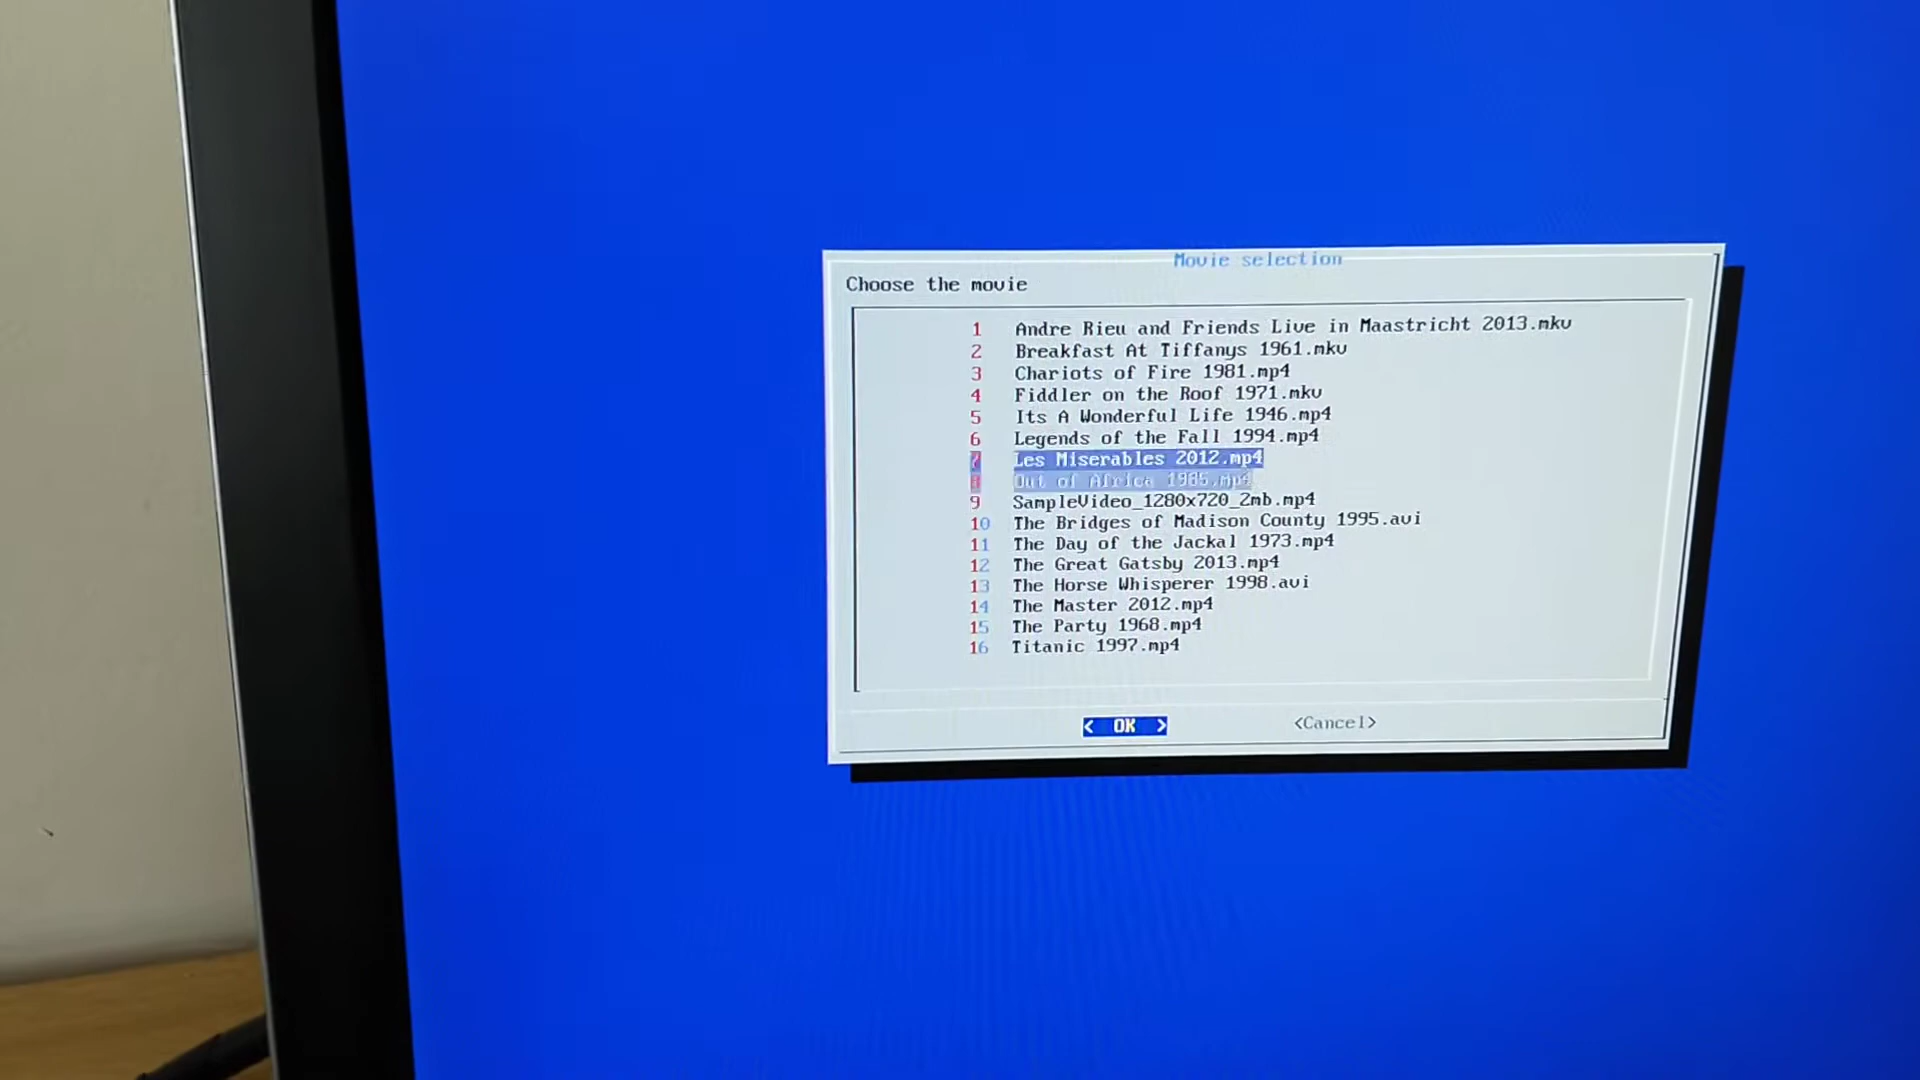 Movie selection
Choose the movie
1 Andre Rieu and Friends Live in Maastricht 2013.mkv
2 Breakfast At Tiffanys 1961.mkv
3 Chariots of Fire 1981.mp4
4 Fiddler on the Roof 1971.mkv
5 Its A Wonderful Life 1946.mp4
6 Legends of the Fall 1994.mp4
7 Les Miserables 2012.mp4
8 Out of Africa 1985.mp4
9 SampleVideo_1280x720_2mb.mp4
10 The Bridges of Madison County 1995.avi
11 The Day of the Jackal 1973.mp4
12 The Great Gatsby 2013.mp4
13 The Horse Whisperer 1998.avi
14 The Master 2012.mp4
15 The Party 1968.mp4
16 Titanic 1997.mp4
< OK > <Cancel>